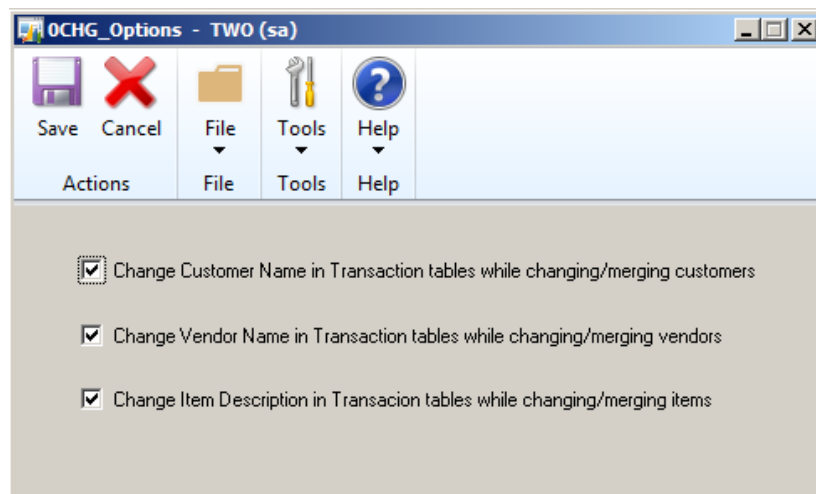 0CHG_Options - TWO (sa)
Save Cancel File Tools Help
Actions File Tools Help
Change Customer Name in Transaction tables while changing/merging customers
Change Vendor Name in Transaction tables while changing/merging vendors
Change Item Description in Transacion tables while changing/merging items